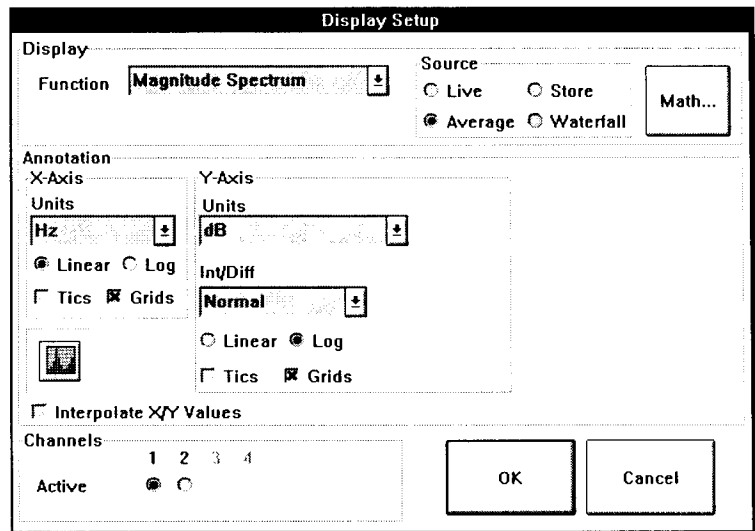 Display Setup
Display
Function Magnitude Spectrum
Source
Live Store
Average Waterfall
Math...
Annotation
X-Axis
Units
Hz
Linear Log
Tics Grids
Y-Axis
Units
dB
Int/Diff
Normal
Linear Log
Tics Grids
Interpolate X/Y Values
Channels
1 2 3 4
Active
OK
Cancel